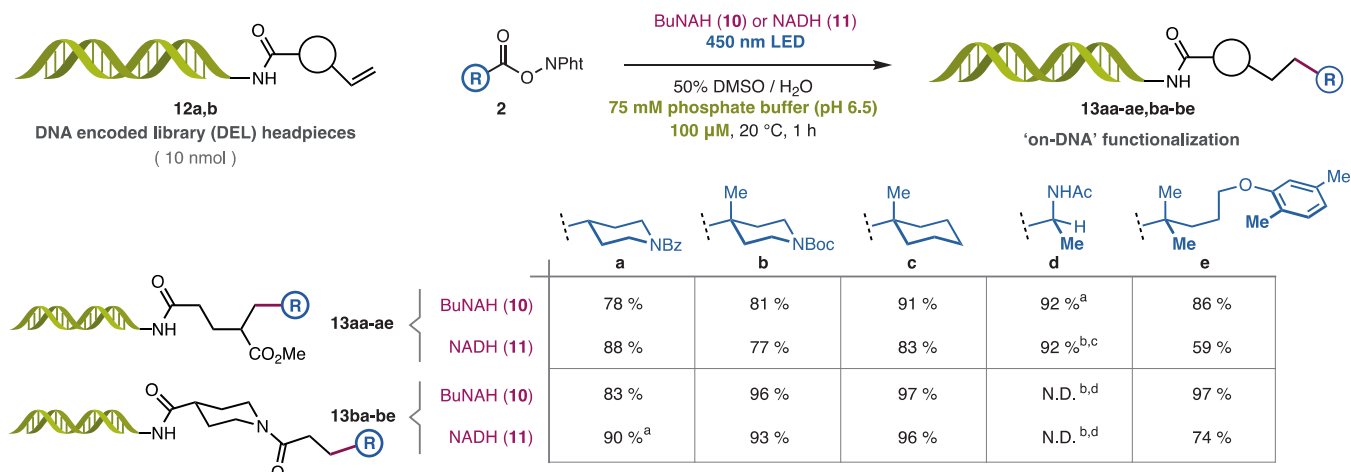 BuNAH (10) or NADH (11)
450 nm LED
50% DMSO / H2O
75 mM phosphate buffer (pH 6.5)
100 µM, 20 °C, 1 h
O
NH
12a,b
DNA encoded library (DEL) headpieces
( 10 nmol )
R
O
O
NPht
2
O
NH
R
13aa-ae,ba-be
'on-DNA' functionalization
NBz
a
Me
NBoc
b
Me
c
NHAc
H
Me
d
Me
Me
O
Me
Me
e
O
NH
CO2Me
R
13aa-ae
BuNAH (10) 78 % 81 % 91 % 92 %a 86 %
NADH (11) 88 % 77 % 83 % 92 %b,c 59 %
O
NH
N
O
R
13ba-be
BuNAH (10) 83 % 96 % 97 % N.D. b,d 97 %
NADH (11) 90 %a 93 % 96 % N.D. b,d 74 %